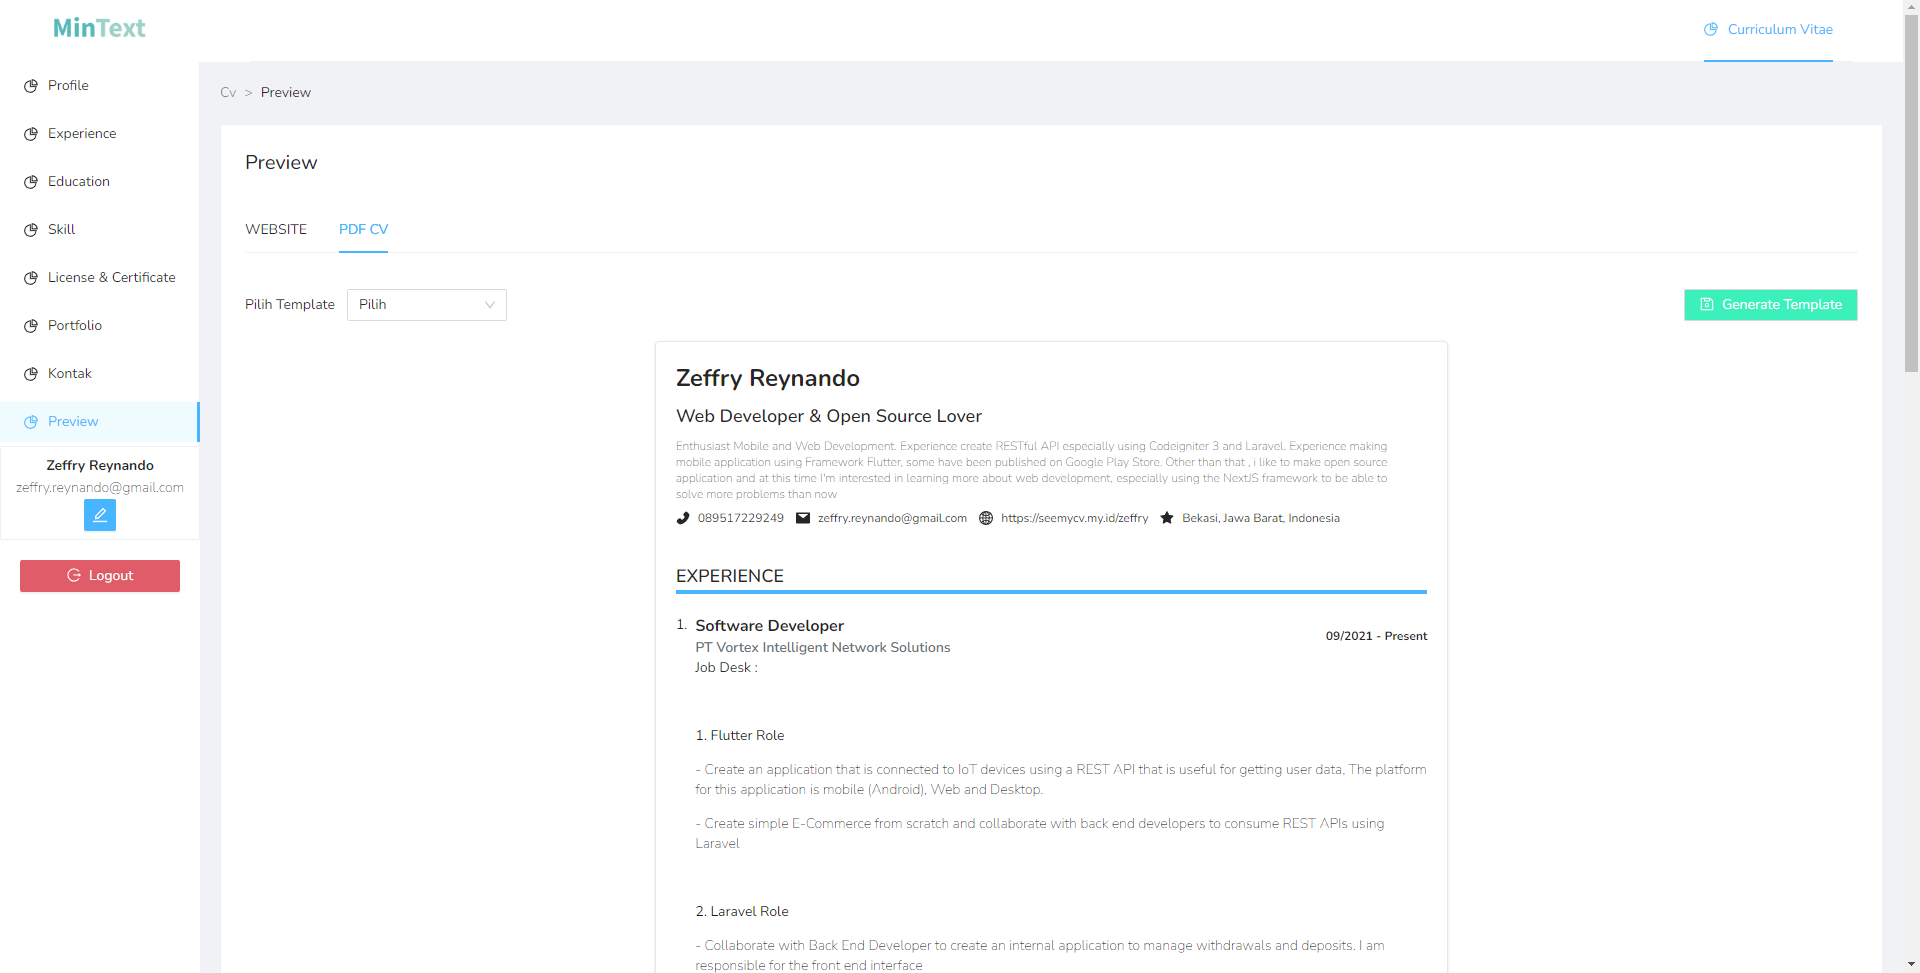 MinText
Curriculum Vitae
Profile
Experience
Education
Skill
License & Certificate
Portfolio
Kontak
Preview
Zeffry Reynando
zeffry.reynando@gmail.com
Logout
Cv > Preview
Preview
WEBSITE PDF CV
Pilih Template Pilih Generate Template
Zeffry Reynando
Web Developer & Open Source Lover
Enthusiast Mobile and Web Development. Experience create RESTful API especially using Codeigniter 3 and Laravel. Experience making
mobile application using Framework Flutter, some have been published on Google Play Store. Other than that , i like to make open source
application and at this time I'm interested in learning more about web development, especially using the NextJS framework to be able to
solve more problems than now
089517229249 zeffry.reynando@gmail.com https://seemycv.my.id/zeffry Bekasi, Jawa Barat, Indonesia
EXPERIENCE
1. Software Developer
09/2021 - Present
PT Vortex Intelligent Network Solutions
Job Desk :
1. Flutter Role
- Create an application that is connected to IoT devices using a REST API that is useful for getting user data, The platform
for this application is mobile (Android), Web and Desktop.
- Create simple E-Commerce from scratch and collaborate with back end developers to consume REST APIs using
Laravel
2. Laravel Role
- Collaborate with Back End Developer to create an internal application to manage withdrawals and deposits. I am
responsible for the front end interface